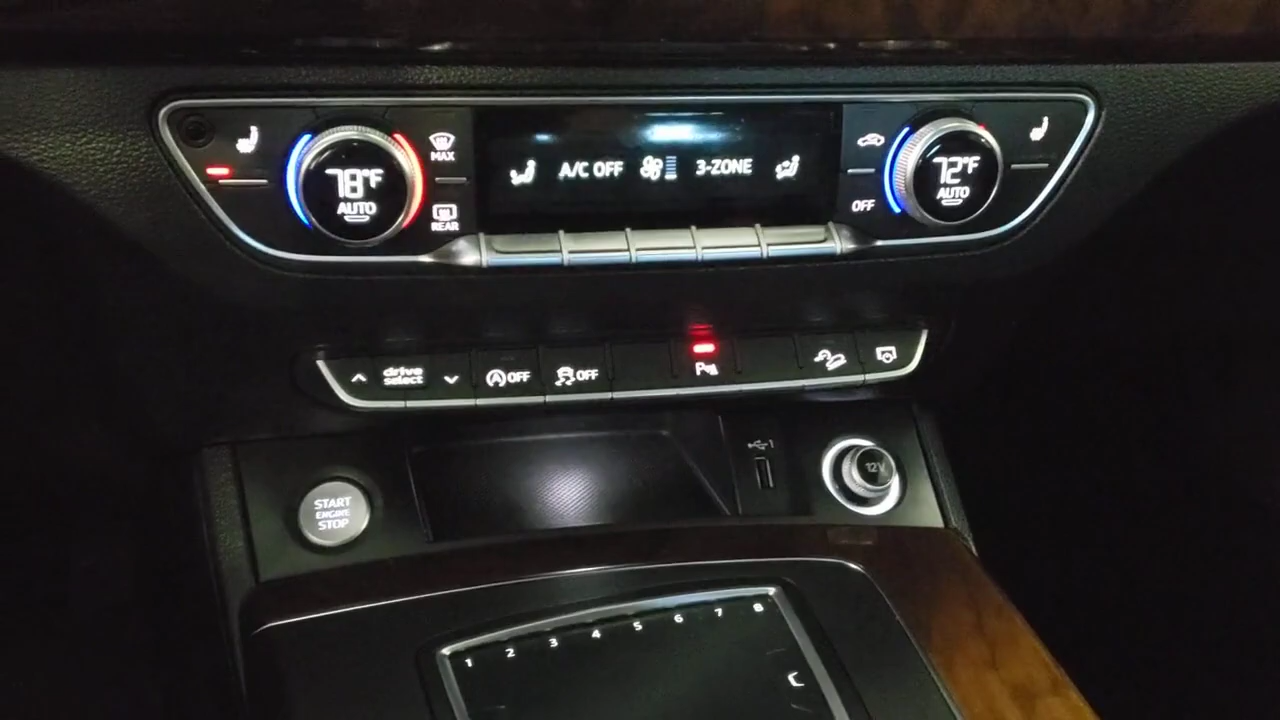 78°F
AUTO
MAX
REAR
A/C OFF
3-ZONE
OFF
72°F
AUTO
drive
select
A OFF
OFF
P
1
12V
START
ENGINE
STOP
1 2 3 4 5 6 7 8